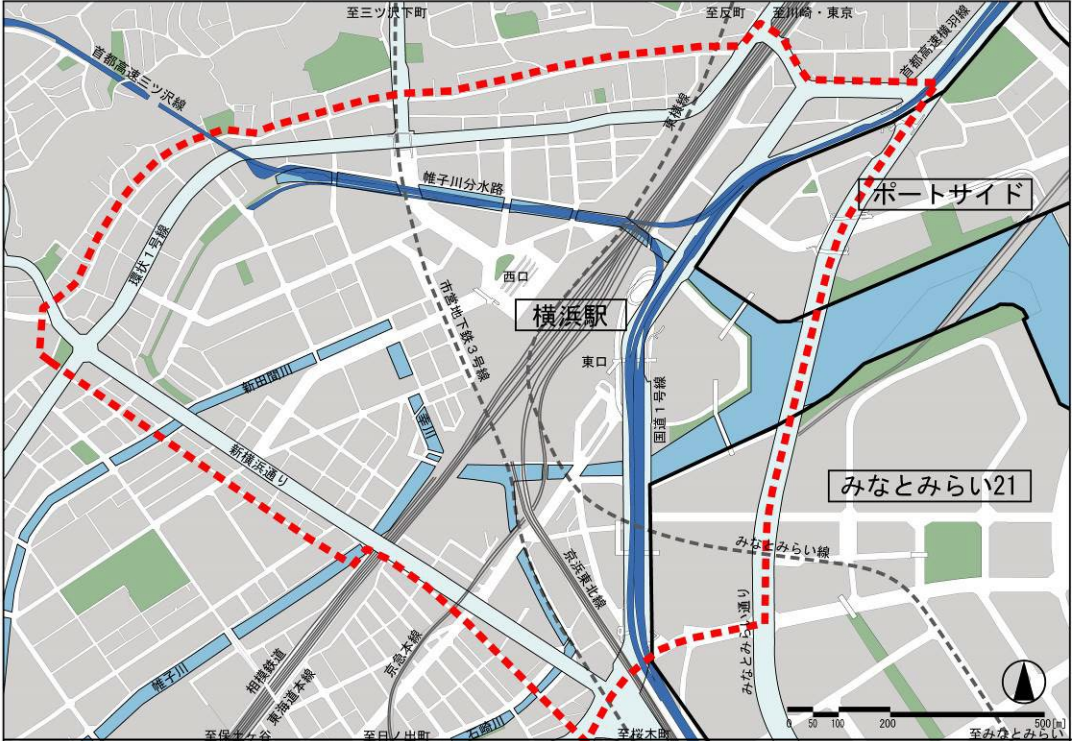 至三ツ沢下町
至反町
至川崎・東京
首都高速三ツ沢線
首都高速横羽線
東横線
帷子川分水路
ポートサイド
環状1号線
西口
市営地下鉄3号線
横浜駅
東口
国道1号線
新田間川
幸川
新横浜通り
みなとみらい21
みなとみらい線
京浜東北線
みなとみらい通り
京急本線
相模鉄道
東海道本線
帷子川
石崎川
0 50 100 200 500[m]
至保土ヶ谷
至日ノ出町
至桜木町
至みなとみらい